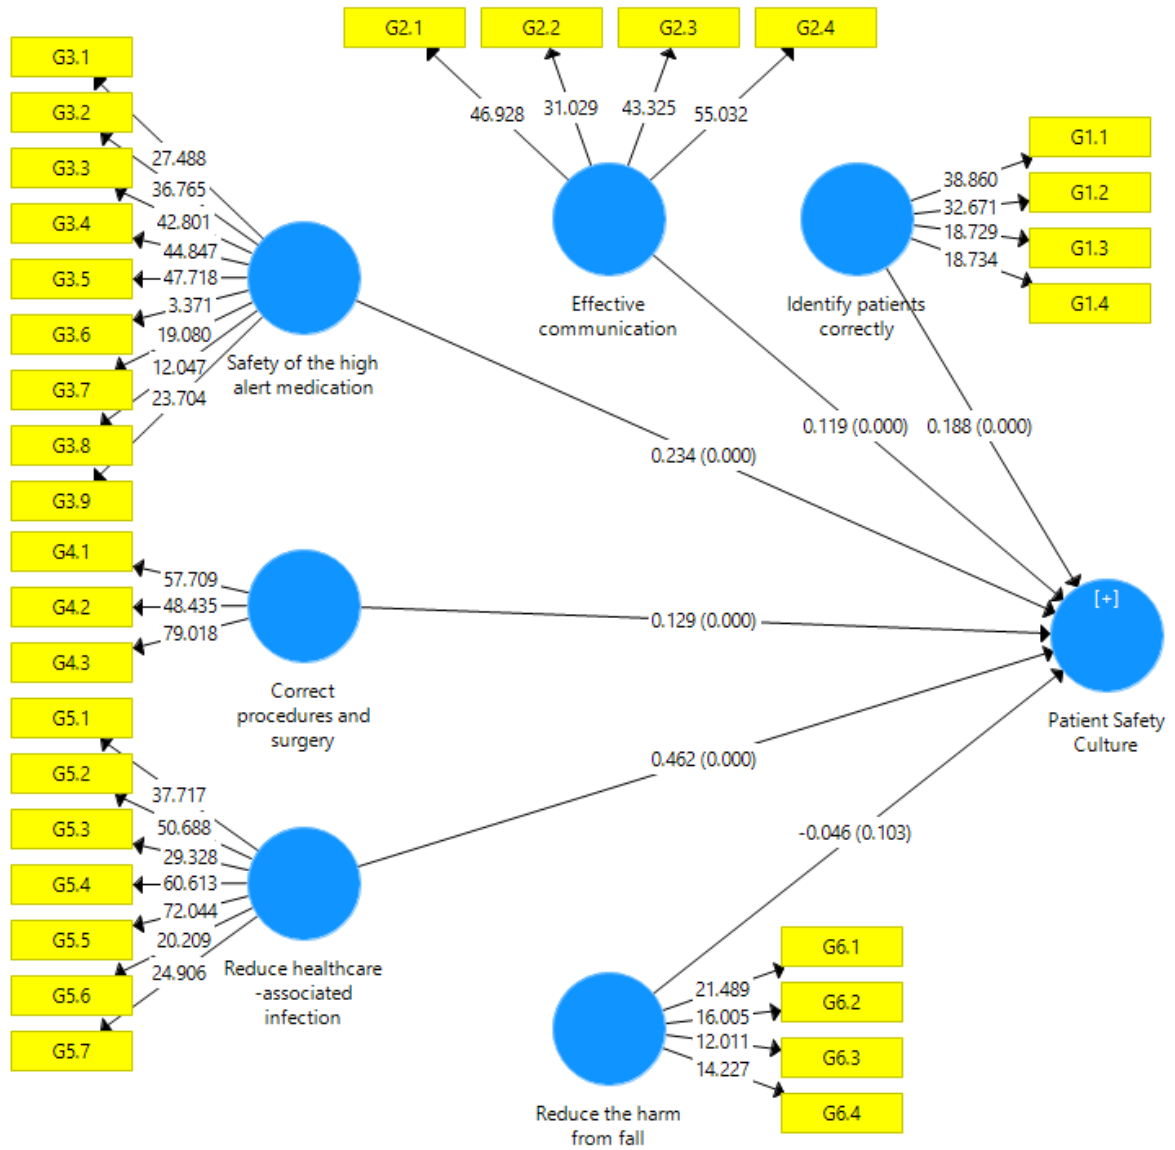 G2.1
G2.2
G2.3
G2.4
46.928
31.029
43.325
55.032
Effective
communication
G1.1
G1.2
G1.3
G1.4
38.860
32.671
18.729
18.734
Identify patients
correctly
G3.1
G3.2
G3.3
G3.4
G3.5
G3.6
G3.7
G3.8
G3.9
27.488
36.765
42.801
44.847
47.718
3.371
19.080
12.047
23.704
Safety of the high
alert medication
0.119 (0.000)
0.188 (0.000)
0.234 (0.000)
G4.1
G4.2
G4.3
57.709
48.435
79.018
Correct
procedures and
surgery
0.129 (0.000)
[+]
Patient Safety
Culture
G5.1
G5.2
G5.3
G5.4
G5.5
G5.6
G5.7
37.717
50.688
29.328
60.613
72.044
20.209
24.906
Reduce healthcare
-associated
infection
0.462 (0.000)
-0.046 (0.103)
G6.1
G6.2
G6.3
G6.4
21.489
16.005
12.011
14.227
Reduce the harm
from fall